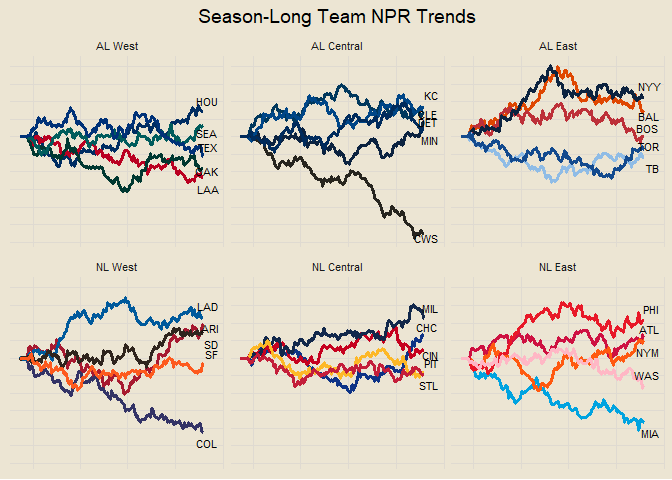 Season-Long Team NPR Trends
AL West
AL Central
AL East
HOU
SEA
TEX
OAK
LAA
KC
CLE
DET
MIN
CWS
NYY
BAL
BOS
TOR
TB
NL West
NL Central
NL East
LAD
ARI
SD
SF
COL
MIL
CHC
CIN
PIT
STL
PHI
ATL
NYM
WAS
MIA